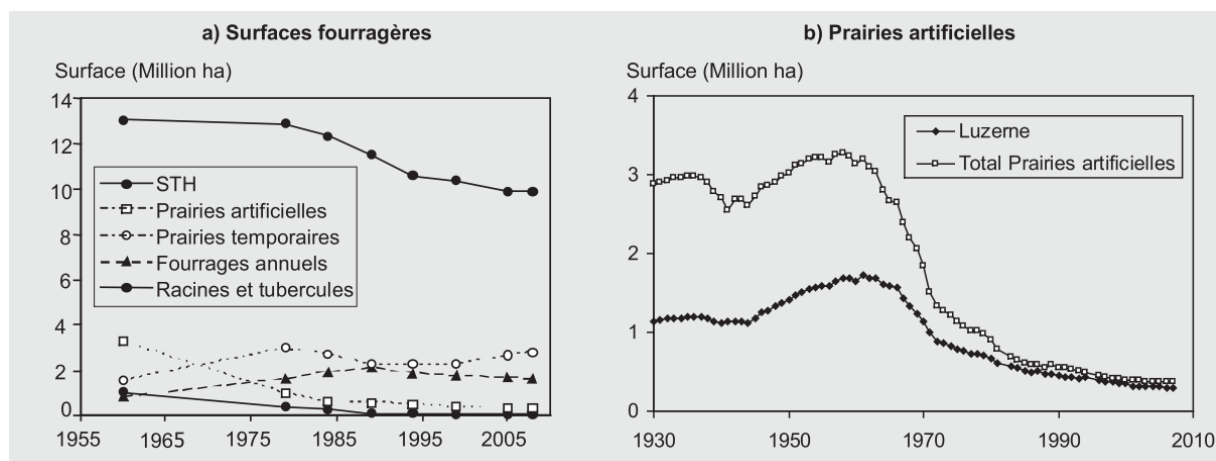 a) Surfaces fourragères
Surface (Million ha)
14
12
10
8
6
4
2
0
STH
Prairies artificielles
Prairies temporaires
Fourrages annuels
Racines et tubercules
1955
1965
1975
1985
1995
2005
b) Prairies artificielles
Surface (Million ha)
4
3
2
1
0
Luzerne
Total Prairies artificielles
1930
1950
1970
1990
2010